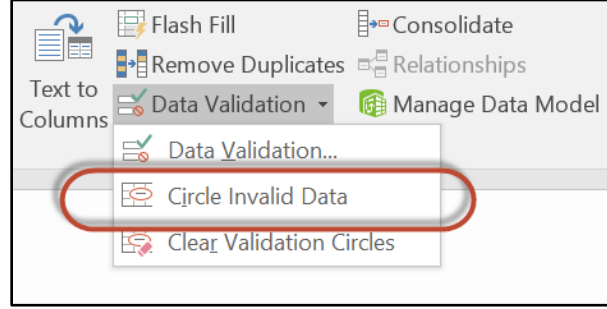 Text to
Columns
Flash Fill
Remove Duplicates
Data Validation
Consolidate
Relationships
Manage Data Model
Data Validation...
Circle Invalid Data
Clear Validation Circles